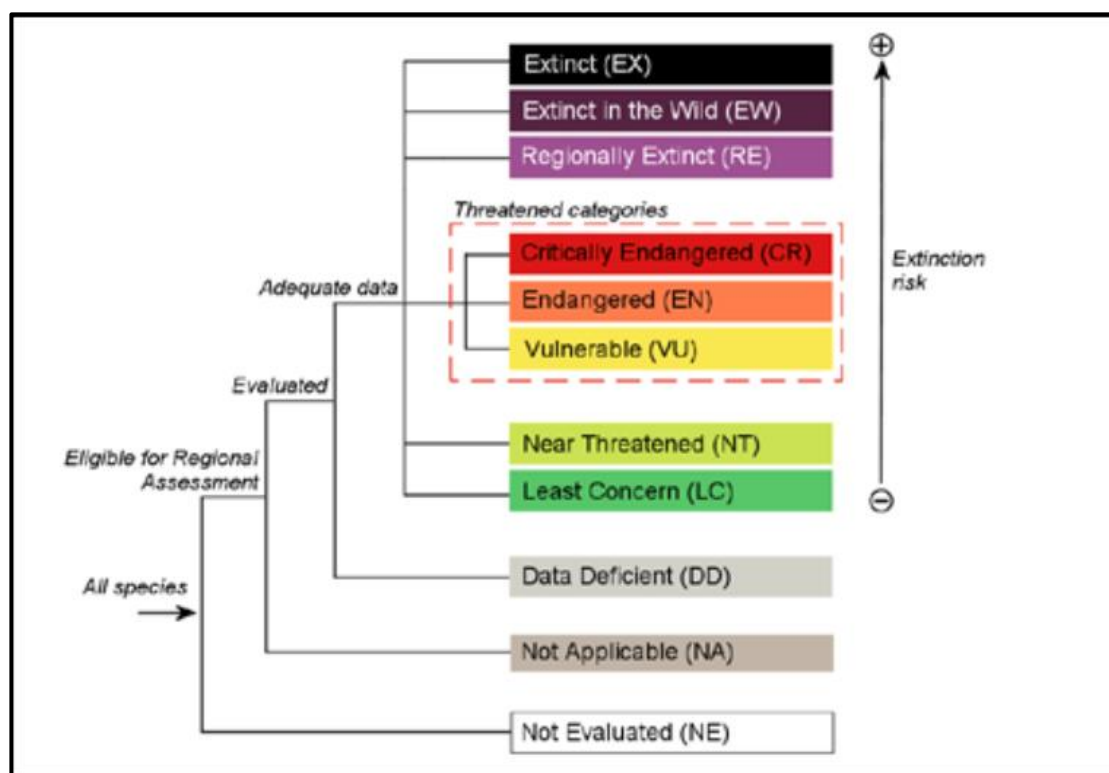 Extinct (EX)
Extinct in the Wild (EW)
Regionally Extinct (RE)
Threatened categories
Critically Endangered (CR)
Extinction
risk
Adequate data
Endangered (EN)
Vulnerable (VU)
Evaluated
Near Threatened (NT)
Eligible for Regional
Assessment
Least Concern (LC)
All species
Data Deficient (DD)
Not Applicable (NA)
Not Evaluated (NE)